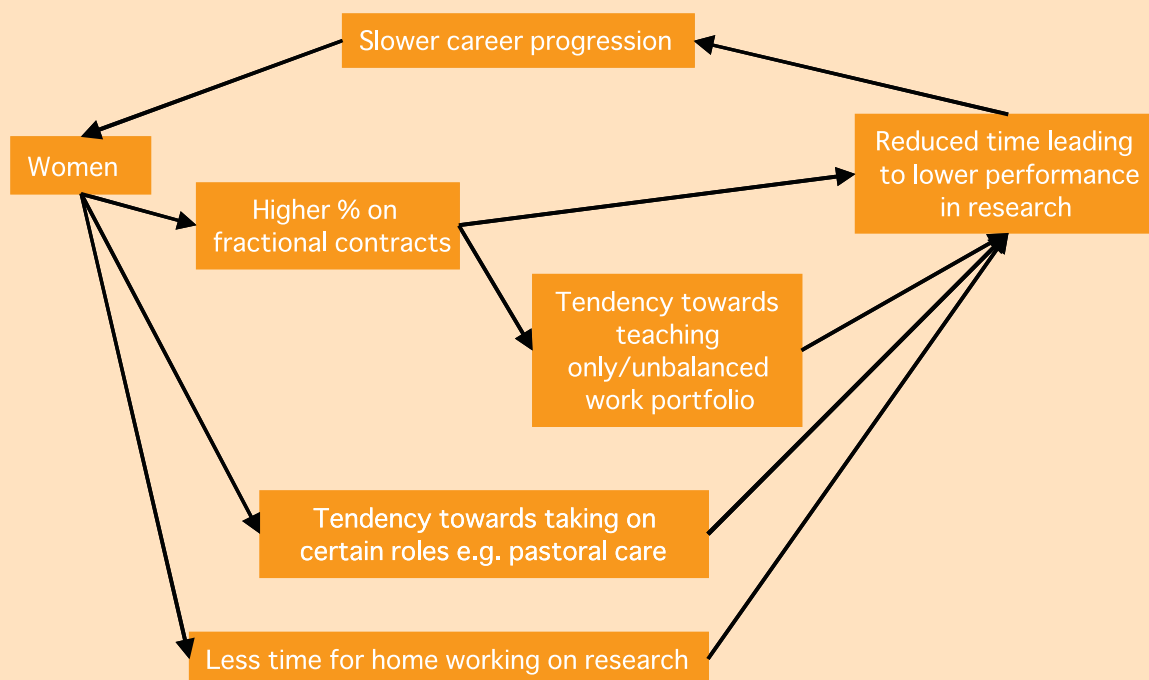 Slower career progression
Women
Reduced time leading
to lower performance
in research
Higher % on
fractional contracts
Tendency towards
teaching
only/unbalanced
work portfolio
Tendency towards taking on
certain roles e.g. pastoral care
Less time for home working on research